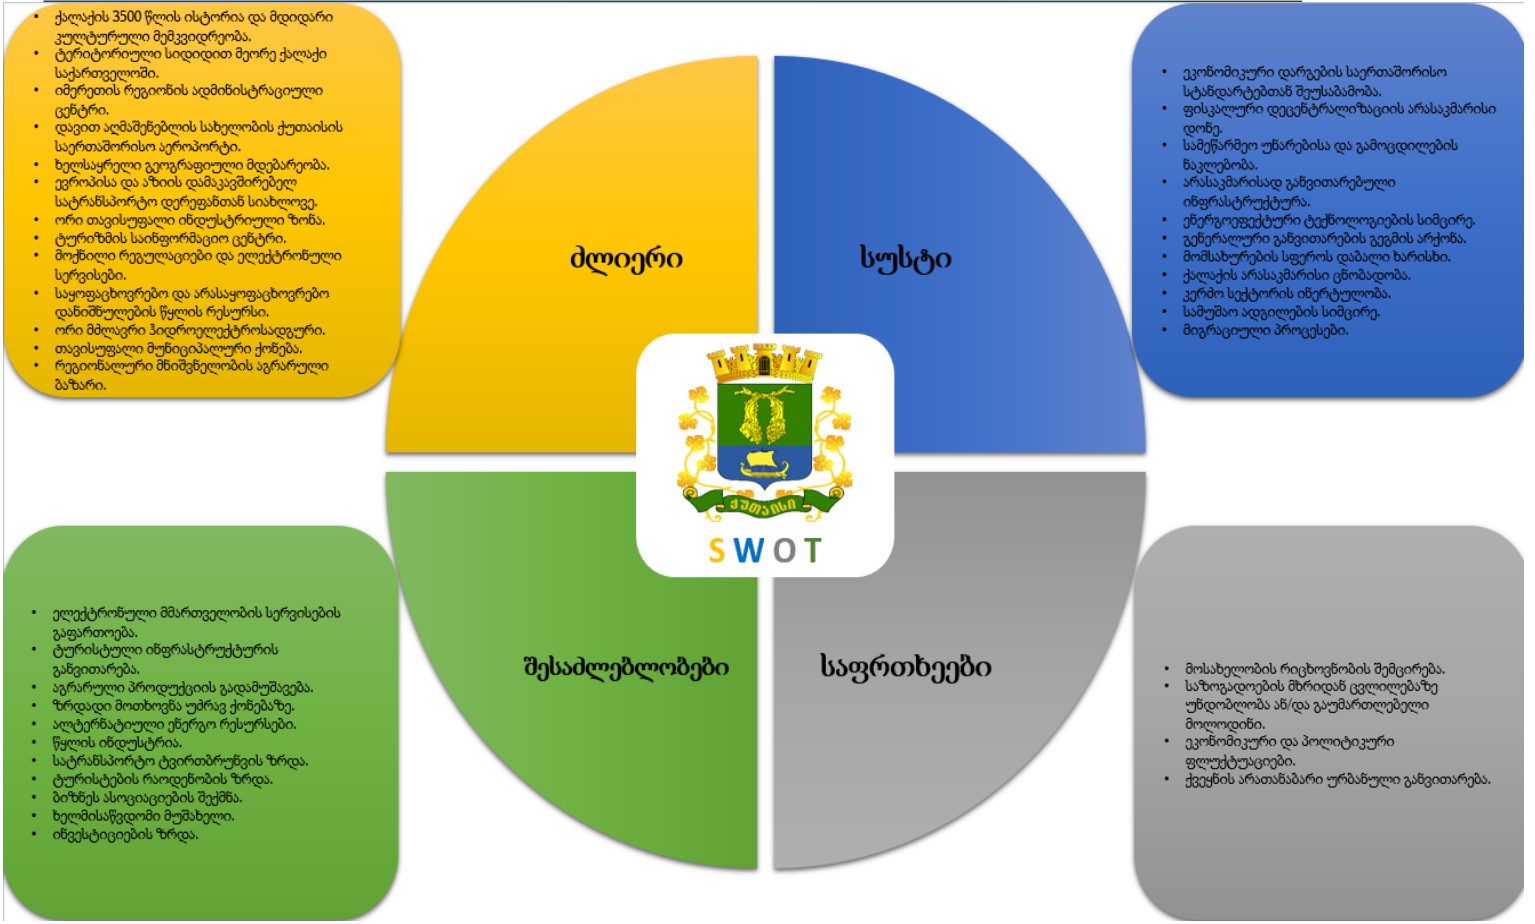 • ქალაქის 3500 წლის ისტორია და მდიდარი
კულტურული მემკვიდრეობა.
• ტერიტორიული სიდიდით მეორე ქალაქი
საქართველოში.
• იმერეთის რეგიონის ადმინისტრაციული
ცენტრი.
• დავით აღმაშენებლის სახელობის ქუთაისის
საერთაშორისო აეროპორტი.
• ხელსაყრელი გეოგრაფიული მდებარეობა.
• ევროპისა და აზიის დამაკავშირებელ
სატრანსპორტო დერეფანთან სიახლოვე.
• ორი თავისუფალი ინდუსტრიული ზონა.
• ტურიზმის საინფორმაციო ცენტრი.
• მოქნილი რეგულაციები და ელექტრონული
სერვისები.
• საყოფაცხოვრებო და არასაყოფაცხოვრებო
დანიშნულების წყლის რესურსი.
• ორი მძლავრი ჰიდროელექტროსადგური.
• თავისუფალი მუნიციპალური ქონება.
• რეგიონალური მნიშვნელობის აგრარული
ბაზარი.
ძლიერი
სუსტი
• ეკონომიკური დარგების საერთაშორისო
სტანდარტებთან შეუსაბამობა.
• ფისკალური დეცენტრალიზაციის არასაკმარისი
დონე.
• სამეწარმეო უნარებისა და გამოცდილების
ნაკლებობა.
• არასაკმარისად განვითარებული
ინფრასტრუქტურა.
• ენერგოეფექტური ტექნოლოგიების სიმცირე.
• გენერალური განვითარების გეგმის არქონა.
• მომსახურების სფეროს დაბალი ხარისხი.
• ქალაქის არასაკმარისი ცნობადობა.
• კერძო სექტორის ინერტულობა.
• სამუშაო ადგილების სიმცირე.
• მიგრაციული პროცესები.
ქუთაისი
SWOT
• ელექტრონული მმართველობის სერვისების
გაფართოება.
• ტურისტული ინფრასტრუქტურის
განვითარება.
• აგრარული პროდუქციის გადამუშავება.
• ზრდადი მოთხოვნა უძრავ ქონებაზე.
• ალტერნატიული ენერგო რესურსები.
• წყლის ინდუსტრია.
• სატრანსპორტო ტვირთბრუნვის ზრდა.
• ტურისტების რაოდენობის ზრდა.
• ბიზნეს ასოციაციების შექმნა.
• ხელმისაწვდომი მუშახელი.
• ინვესტიციების ზრდა.
შესაძლებლობები
საფრთხეები
• მოსახელობის რიცხოვნობის შემცირება.
• საზოგადოების მხრიდან ცვლილებაზე
უნდობლობა ან/და გაუმართლებელი
მოლოდინი.
• ეკონომიკური და პოლიტიკური
ფლუქტუაციები.
• ქვეყნის არათანაბარი ურბანული განვითარება.